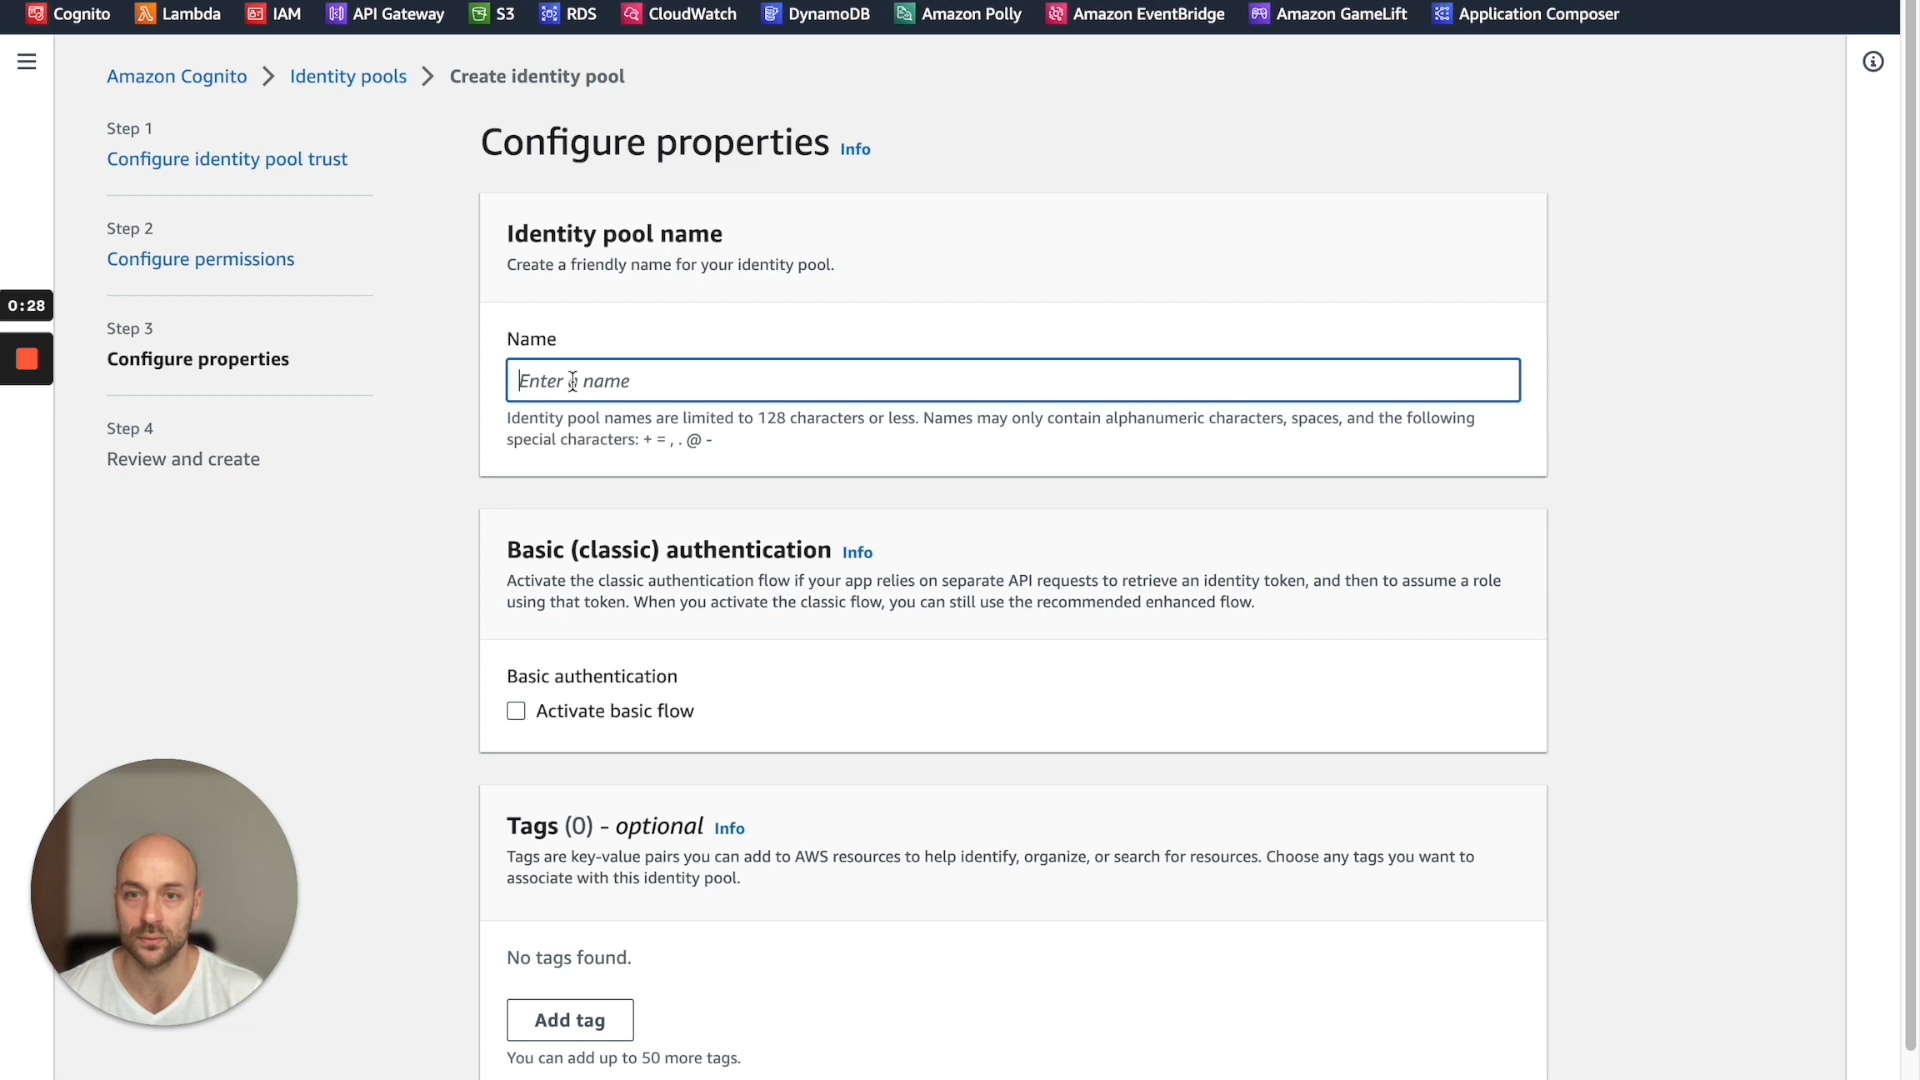 Cognito Lambda IAM API Gateway S3 RDS CloudWatch DynamoDB Amazon Polly Amazon EventBridge Amazon GameLift Application Composer
Amazon Cognito Identity pools Create identity pool
Step 1
Configure identity pool trust
Step 2
Configure permissions
0:28
Step 3
Configure properties
Step 4
Review and create
Configure properties Info
Identity pool name
Create a friendly name for your identity pool.
Name
Enter a name
Identity pool names are limited to 128 characters or less. Names may only contain alphanumeric characters, spaces, and the following
special characters: + = , . @ -
Basic (classic) authentication Info
Activate the classic authentication flow if your app relies on separate API requests to retrieve an identity token, and then to assume a role
using that token. When you activate the classic flow, you can still use the recommended enhanced flow.
Basic authentication
Activate basic flow
Tags (0) - optional Info
Tags are key-value pairs you can add to AWS resources to help identify, organize, or search for resources. Choose any tags you want to
associate with this identity pool.
No tags found.
Add tag
You can add up to 50 more tags.